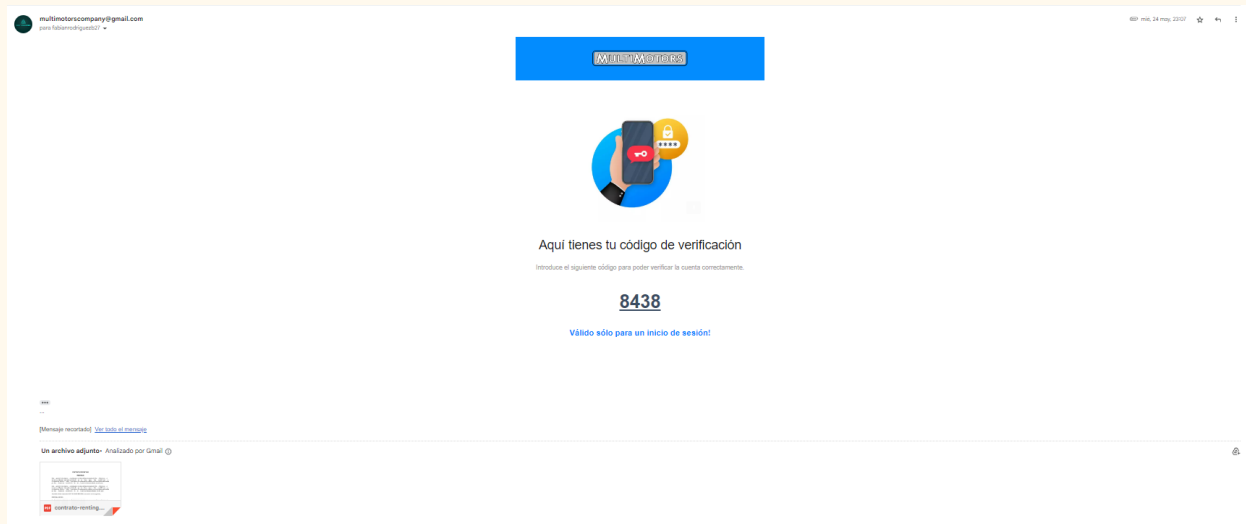 multimotorscompany@gmail.com
mié, 24 may, 23:07
para fabianrodriguezb27
MULTIMOTORS
Aquí tienes tu código de verificación
Introduce el siguiente código para poder verificar la cuenta correctamente.
8438
Válido sólo para un inicio de sesión!
...
[Mensaje recortado] Ver todo el mensaje
Un archivo adjunto• Analizado por Gmail
PDF
contrato-renting....